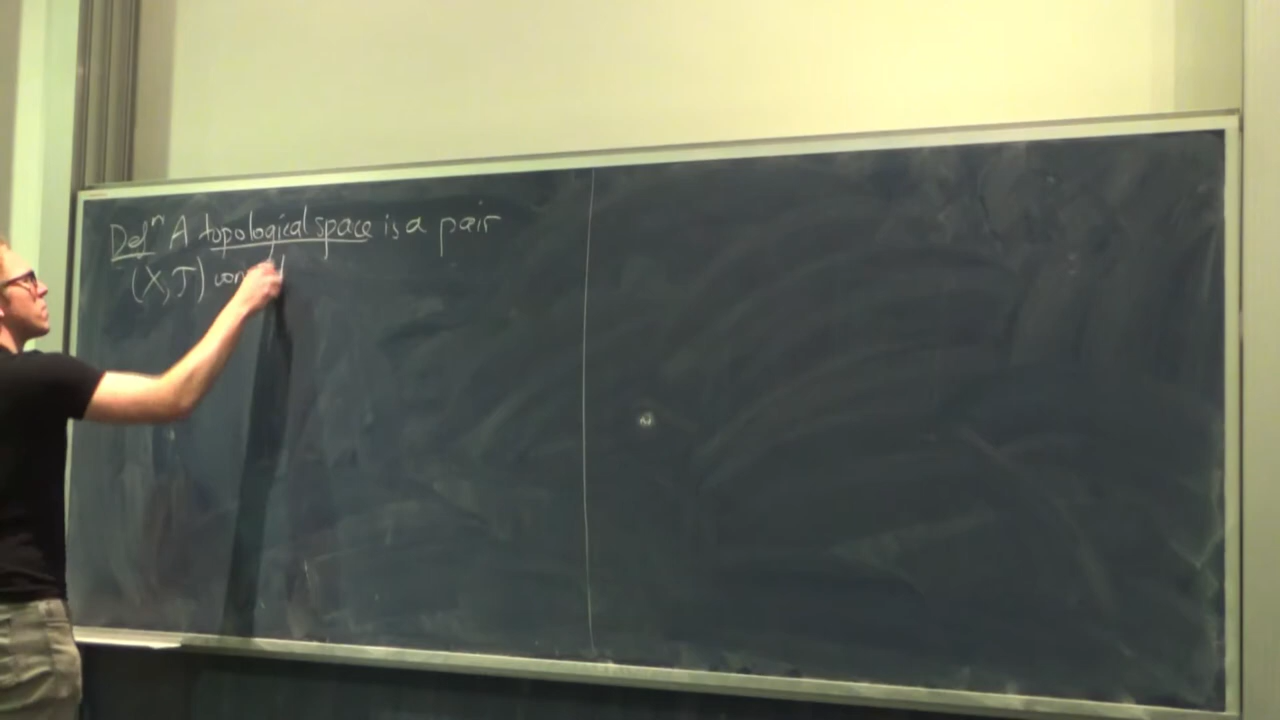 Defⁿ A topological space is a pair
(X, T)